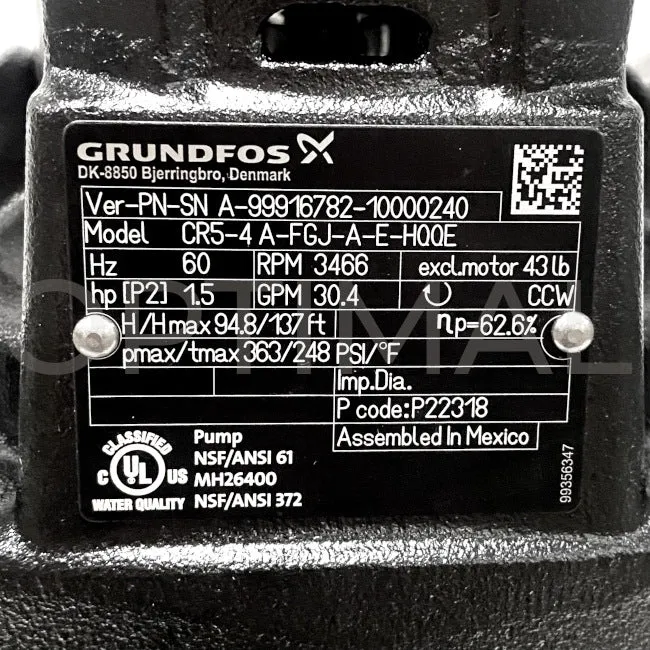 GRUNDFOS
DK-8850 Bjerringbro, Denmark
Ver-PN-SN A-99916782-10000240
Model CR5-4 A-FGJ-A-E-HQQE
Hz 60 RPM 3466 excl.motor 43 lb
hp [P2] 1.5 GPM 30.4 CCW
H/Hmax 94.8/137 ft ηp=62.6%
pmax/tmax 363/248 PSI/°F
Imp.Dia.
P code:P22318
Assembled In Mexico
CLASSIFIED
C UL US
WATER QUALITY
Pump
NSF/ANSI 61
MH26400
NSF/ANSI 372
99356347
OPTIMAL